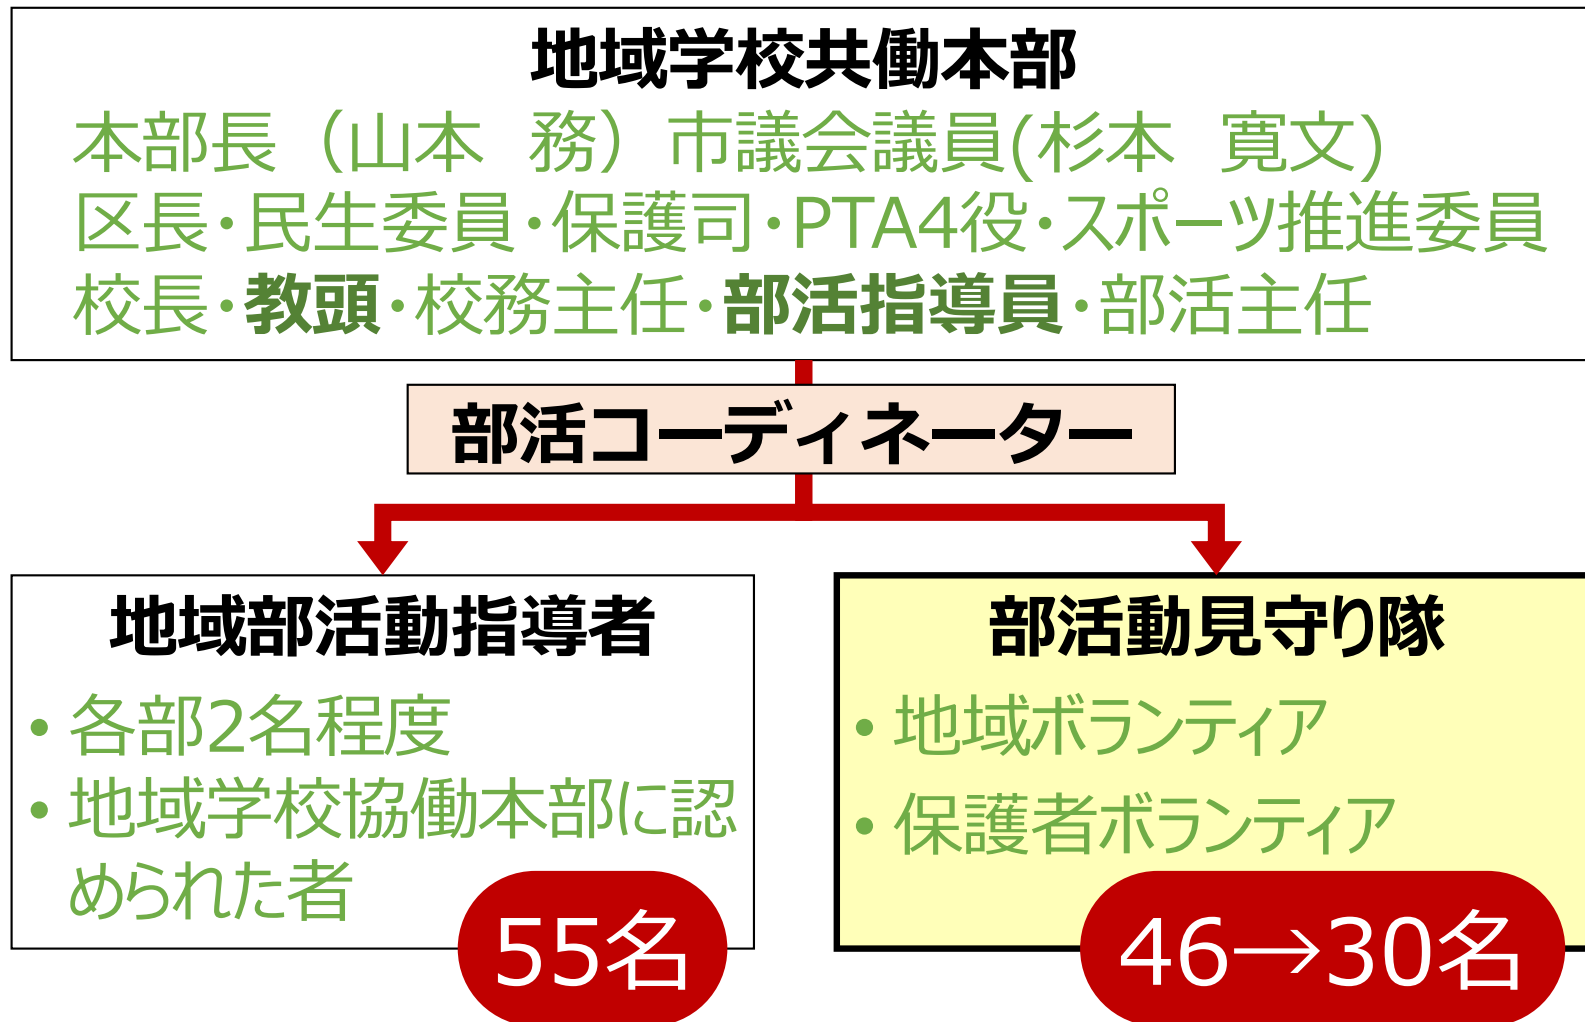 地域学校共働本部
本部長（山本　務）市議会議員(杉本　寛文)
区長・民生委員・保護司・PTA4役・スポーツ推進委員
校長・教頭・校務主任・部活指導員・部活主任
部活コーディネーター
地域部活動指導者
• 各部2名程度
• 地域学校協働本部に認
められた者
55名
部活動見守り隊
• 地域ボランティア
• 保護者ボランティア
46→30名